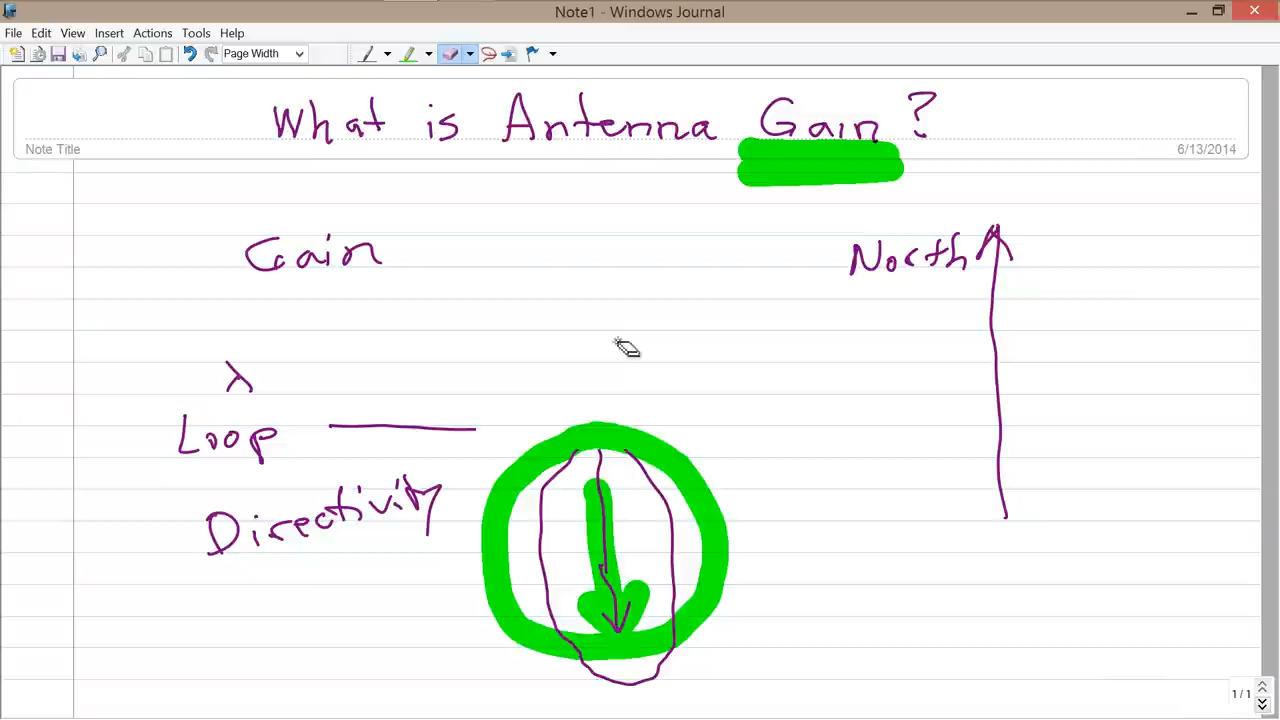 Note1 - Windows Journal
File Edit View Insert Actions Tools Help
Page Width
What is Antenna Gain?
Note Title
6/13/2014
Gain
North
λ
Loop
Directivity
1/1